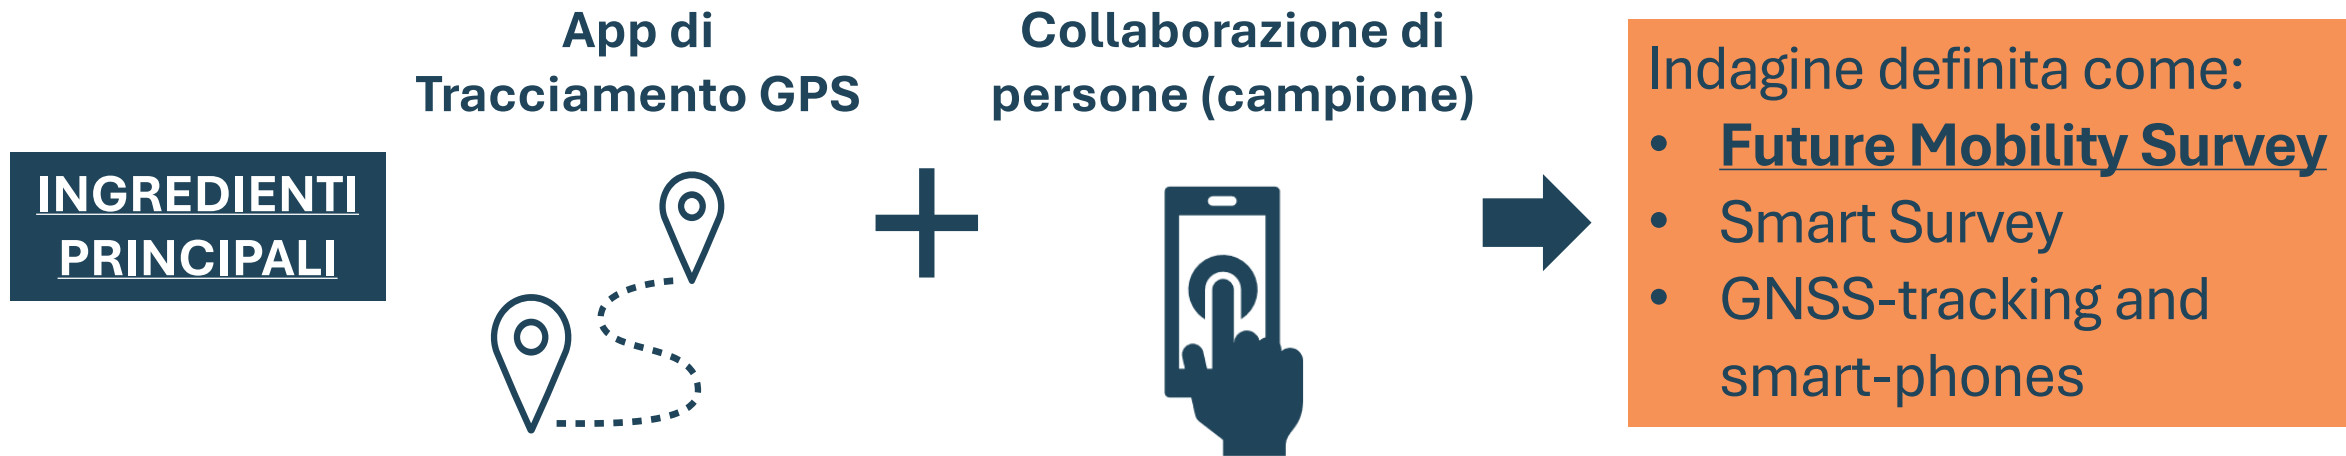 INGREDIENTI
PRINCIPALI
App di
Tracciamento GPS
Collaborazione di
persone (campione)
Indagine definita come:
• Future Mobility Survey
• Smart Survey
• GNSS-tracking and
smart-phones